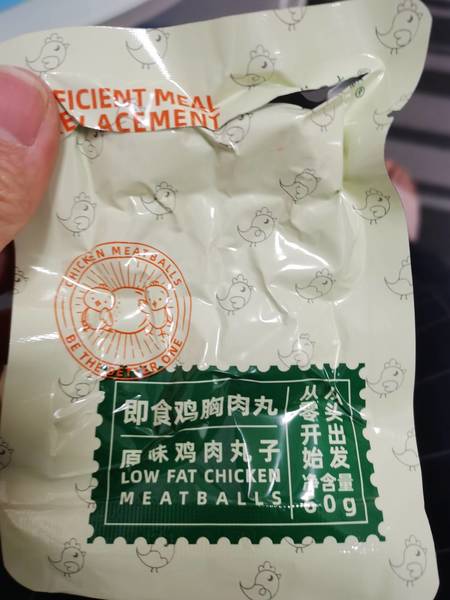 FICIENT MEAL
ELACEMENT
®
CHICKEN MEATBALLS
BE THE BETTER ONE
即食鸡胸肉丸
原味鸡肉丸子
LOW FAT CHICKEN
MEATBALLS
从头出发
从零开始
净含量
60g